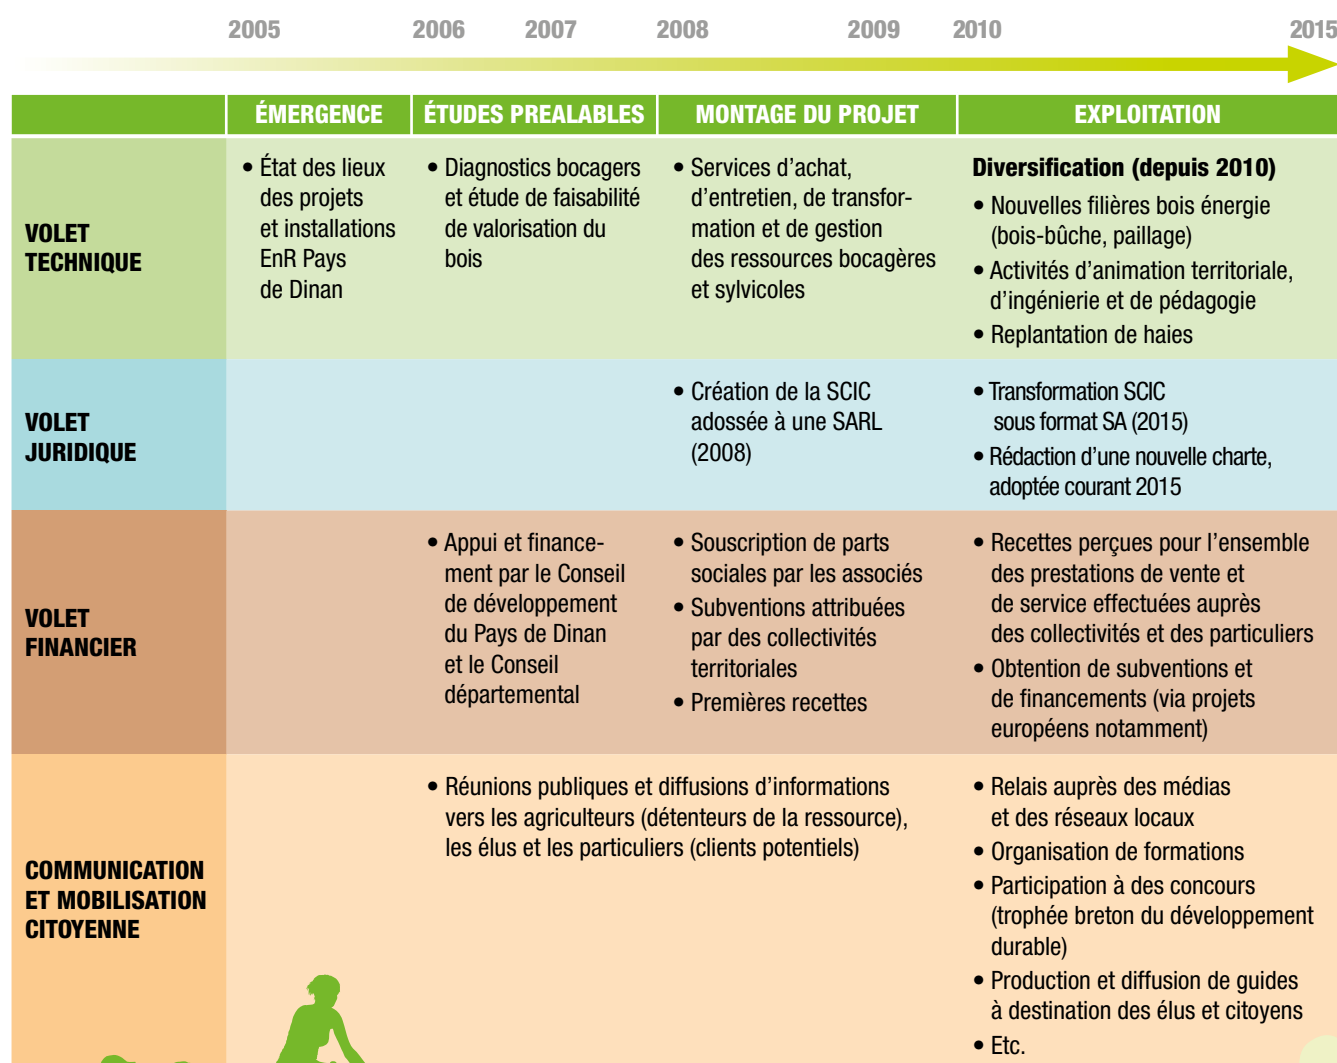 2005 2006 2007 2008 2009 2010 2015
ÉMERGENCE ÉTUDES PREALABLES MONTAGE DU PROJET EXPLOITATION
VOLET
TECHNIQUE
• État des lieux
des projets
et installations
EnR Pays
de Dinan
• Diagnostics bocagers
et étude de faisabilité
de valorisation du
bois
• Services d'achat,
d'entretien, de transfor-
mation et de gestion
des ressources bocagères
et sylvicoles
Diversification (depuis 2010)
• Nouvelles filières bois énergie
(bois-bûche, paillage)
• Activités d'animation territoriale,
d'ingénierie et de pédagogie
• Replantation de haies
VOLET
JURIDIQUE
• Création de la SCIC
adossée à une SARL
(2008)
• Transformation SCIC
sous format SA (2015)
• Rédaction d'une nouvelle charte,
adoptée courant 2015
VOLET
FINANCIER
• Appui et finance-
ment par le Conseil
de développement
du Pays de Dinan
et le Conseil
départemental
• Souscription de parts
sociales par les associés
• Subventions attribuées
par des collectivités
territoriales
• Premières recettes
• Recettes perçues pour l'ensemble
des prestations de vente et
de service effectuées auprès
des collectivités et des particuliers
• Obtention de subventions et
de financements (via projets
européens notamment)
COMMUNICATION
ET MOBILISATION
CITOYENNE
• Réunions publiques et diffusions d'informations
vers les agriculteurs (détenteurs de la ressource),
les élus et les particuliers (clients potentiels)
• Relais auprès des médias
et des réseaux locaux
• Organisation de formations
• Participation à des concours
(trophée breton du développement
durable)
• Production et diffusion de guides
à destination des élus et citoyens
• Etc.